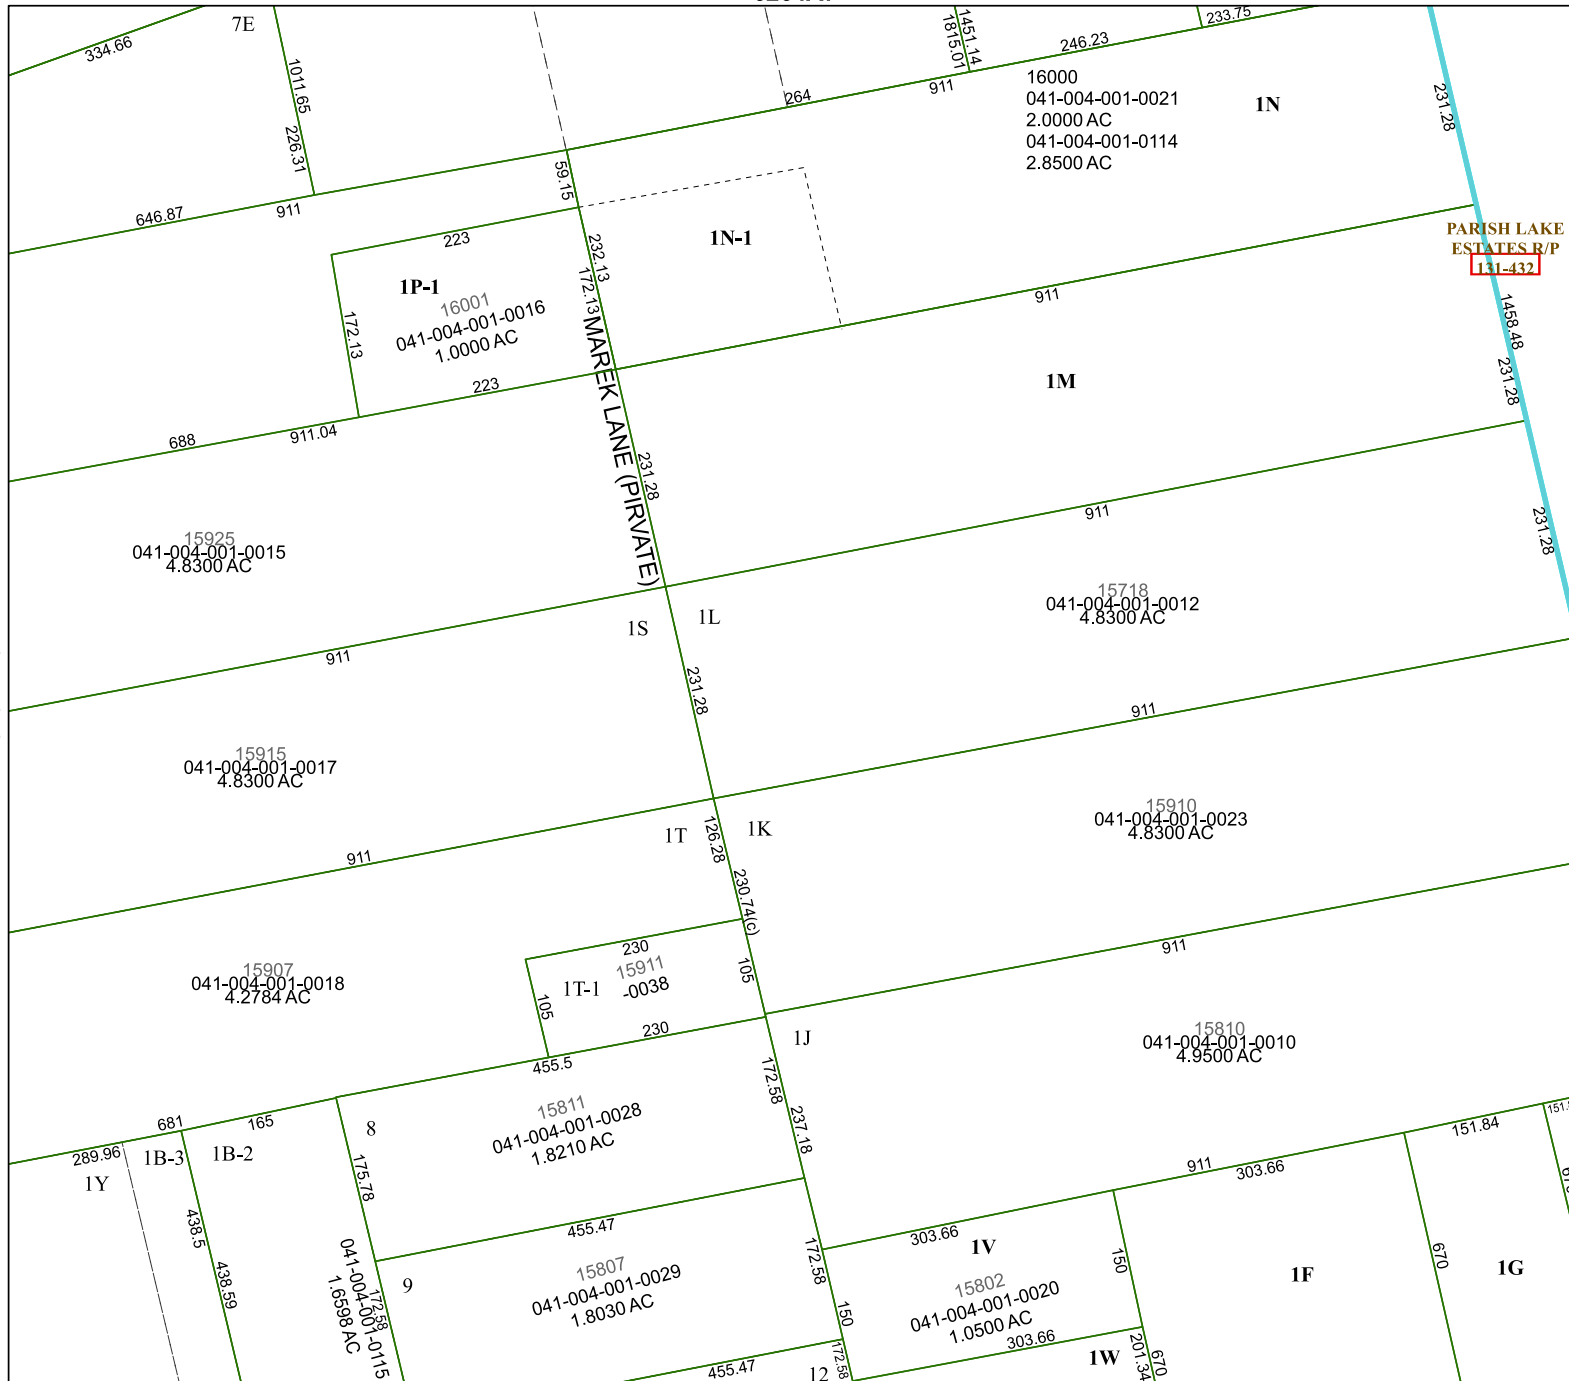 7E
334.66
1011.65
226.31
1451.14
1815.01
246.23
233.75
264
911
16000
041-004-001-0021
2.0000 AC
041-004-001-0114
2.8500 AC
1N
231.28
59.15
646.87
911
223
232.13
172.13
1N-1
1P-1
16001
041-004-001-0016
1.0000 AC
172.13
223
PARISH LAKE
ESTATES R/P
131-432
911
1458.48
231.28
1M
MAREK LANE (PIRVATE)
688
911.04
231.28
911
231.28
15925
041-004-001-0015
4.8300 AC
15718
041-004-001-0012
4.8300 AC
1S
1L
911
231.28
911
15915
041-004-001-0017
4.8300 AC
15910
041-004-001-0023
4.8300 AC
1T
1K
126.28
911
230.74(c)
230
911
15907
041-004-001-0018
4.2784 AC
1T-1
15911
-0038
105
105
230
1J
15810
041-004-001-0010
4.9500 AC
455.5
172.58
237.18
15811
041-004-001-0028
1.8210 AC
8
681
165
289.96
1B-3
1B-2
1Y
175.78
151.84
911
303.66
438.5
438.59
455.47
303.66
1V
150
670
1F
1G
172.58
9
15807
041-004-001-0029
1.8030 AC
15802
041-004-001-0020
1.0500 AC
041-004-001-0115
1.6598 AC
172.58
150
303.66
1W
201.34
670
455.47
12
172.58